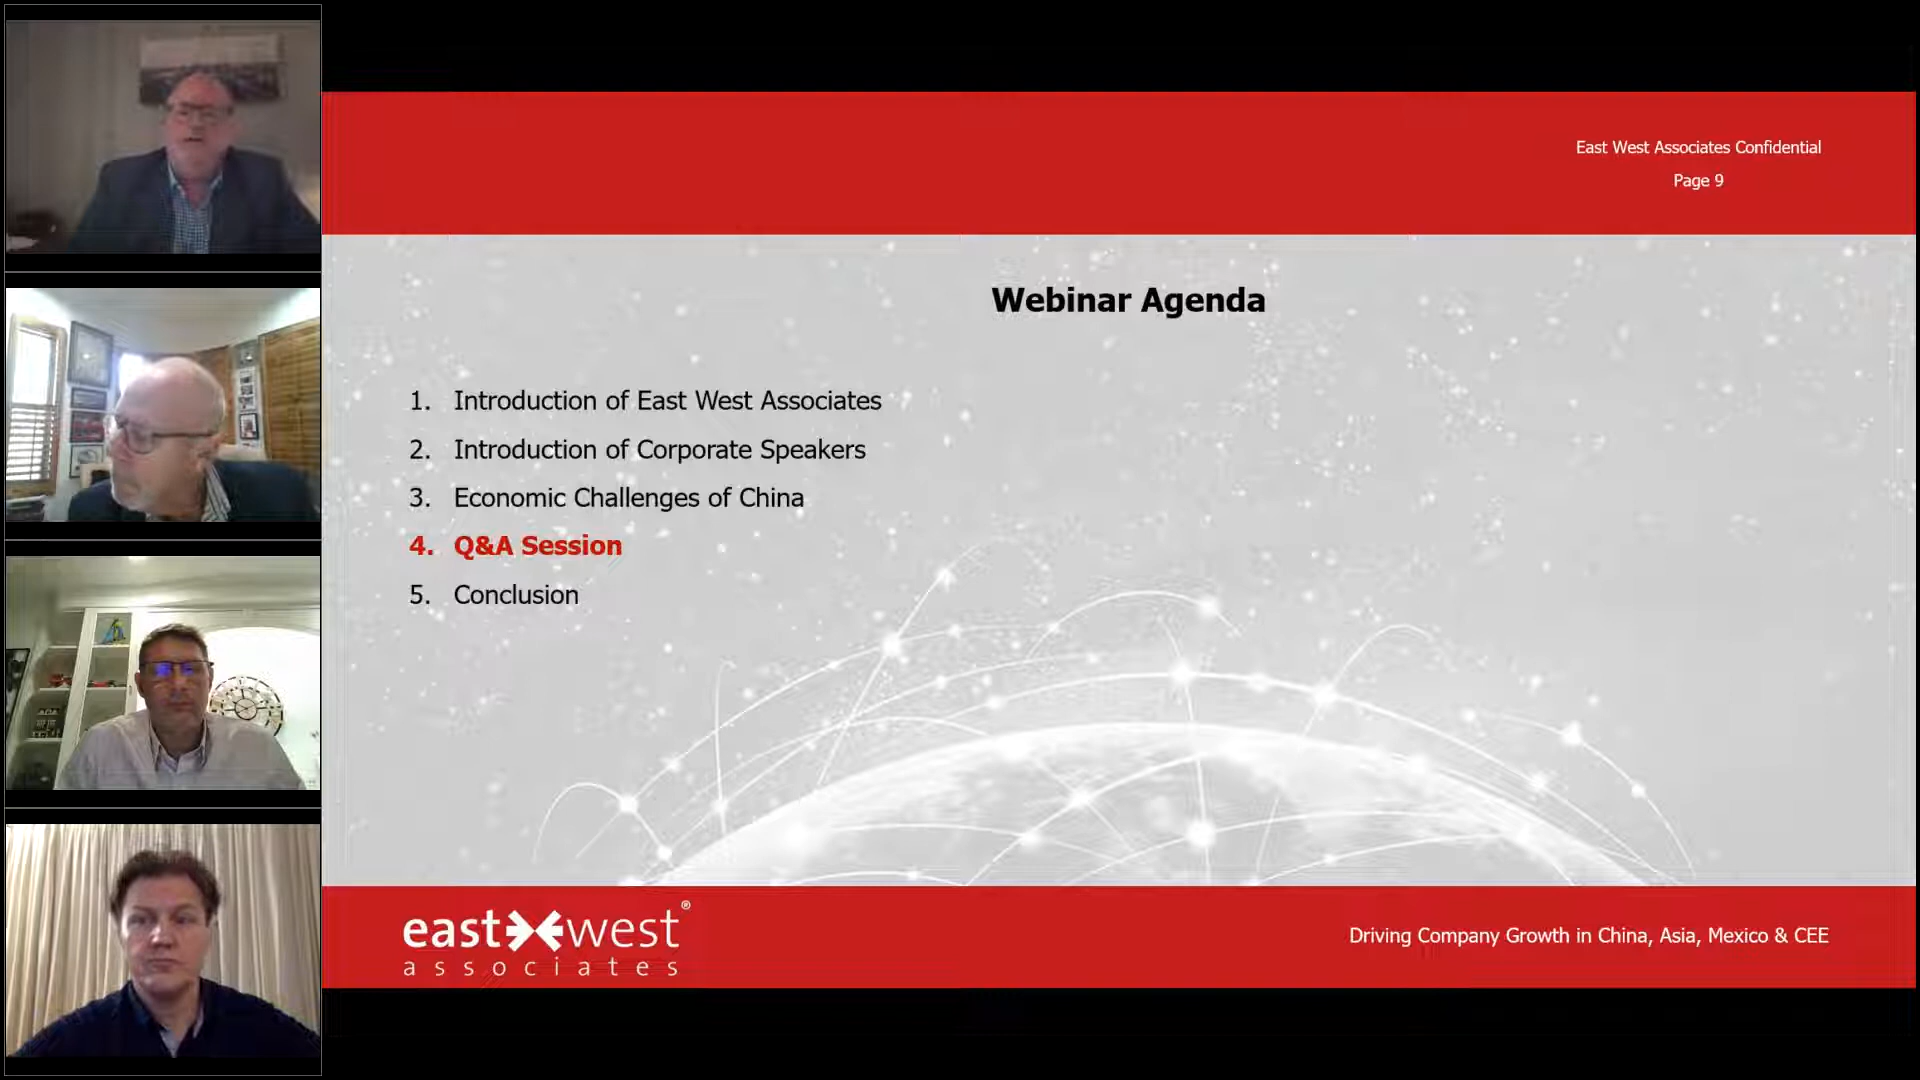 East West Associates Confidential
Page 9
Webinar Agenda
1. Introduction of East West Associates
2. Introduction of Corporate Speakers
3. Economic Challenges of China
4. Q&A Session
5. Conclusion
east west®
associates
Driving Company Growth in China, Asia, Mexico & CEE